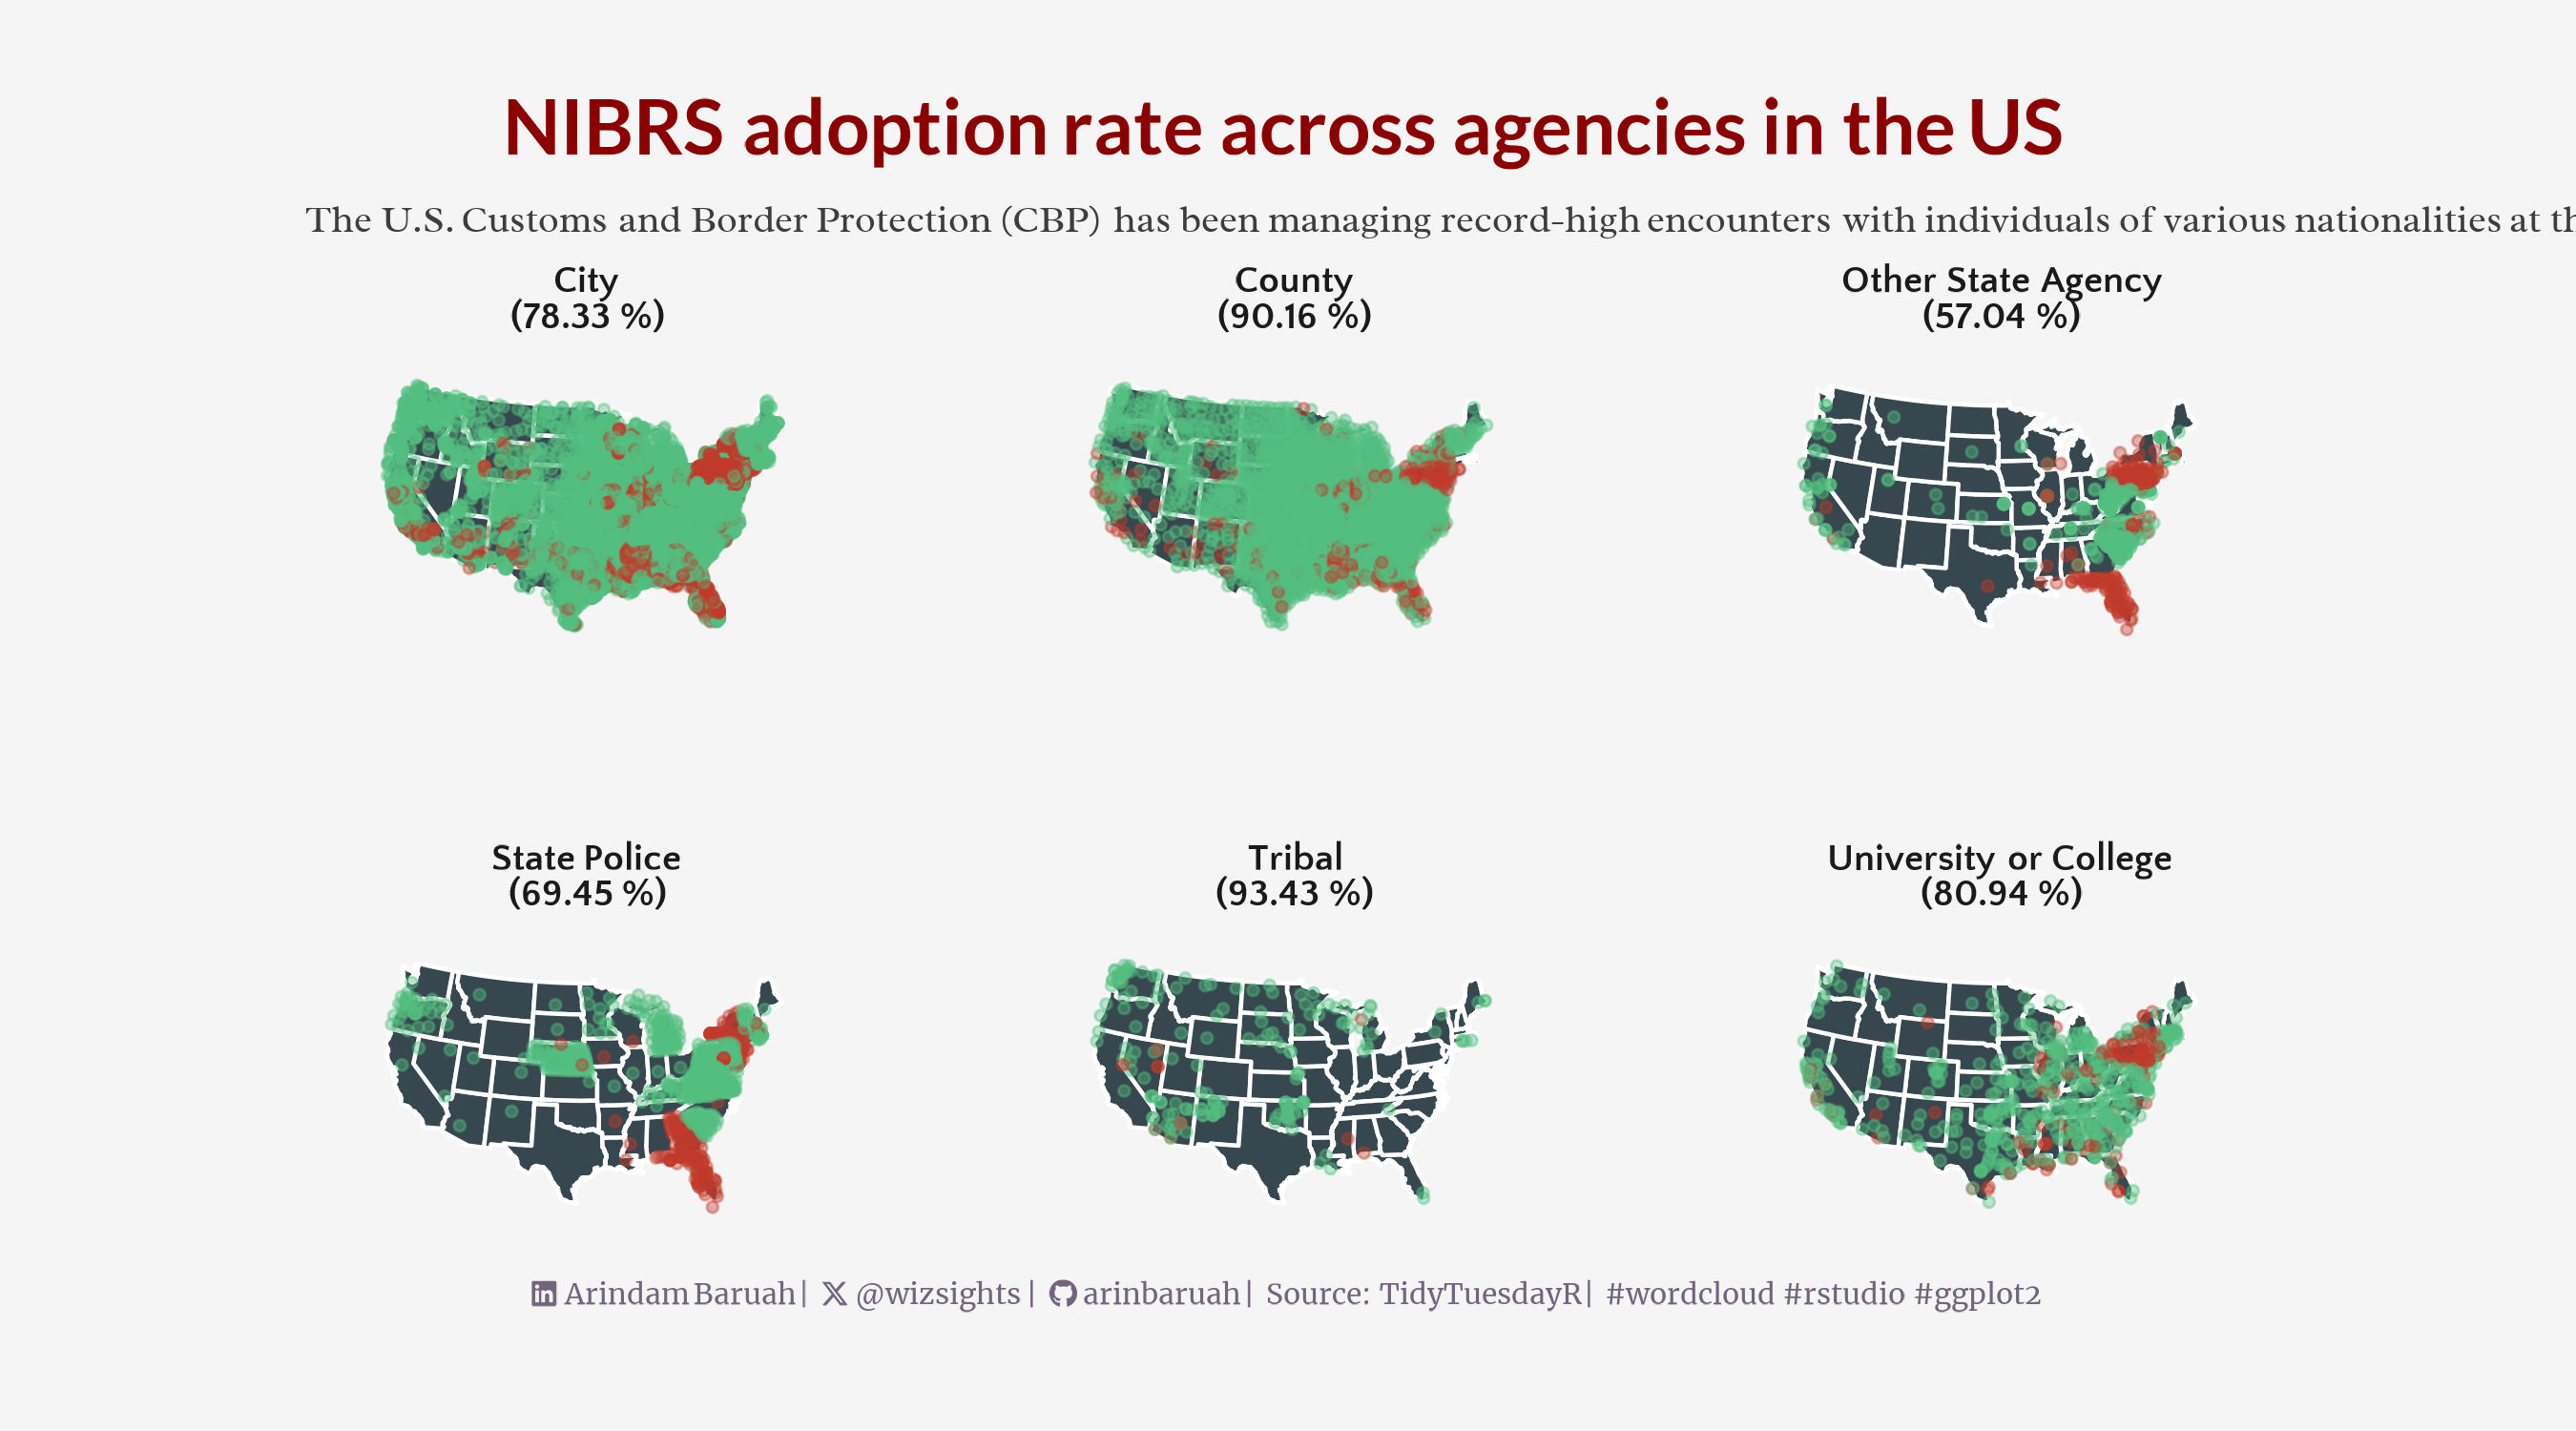 NIBRS adoption rate across agencies in the US
The U.S. Customs and Border Protection (CBP) has been managing record-high encounters with individuals of various nationalities at
City
(78.33 %)
County
(90.16 %)
Other State Agency
(57.04 %)
State Police
(69.45 %)
Tribal
(93.43 %)
University or College
(80.94 %)
Arindam Baruah| @wizsights | arinbaruah| Source: TidyTuesdayR| #wordcloud #rstudio #ggplot2